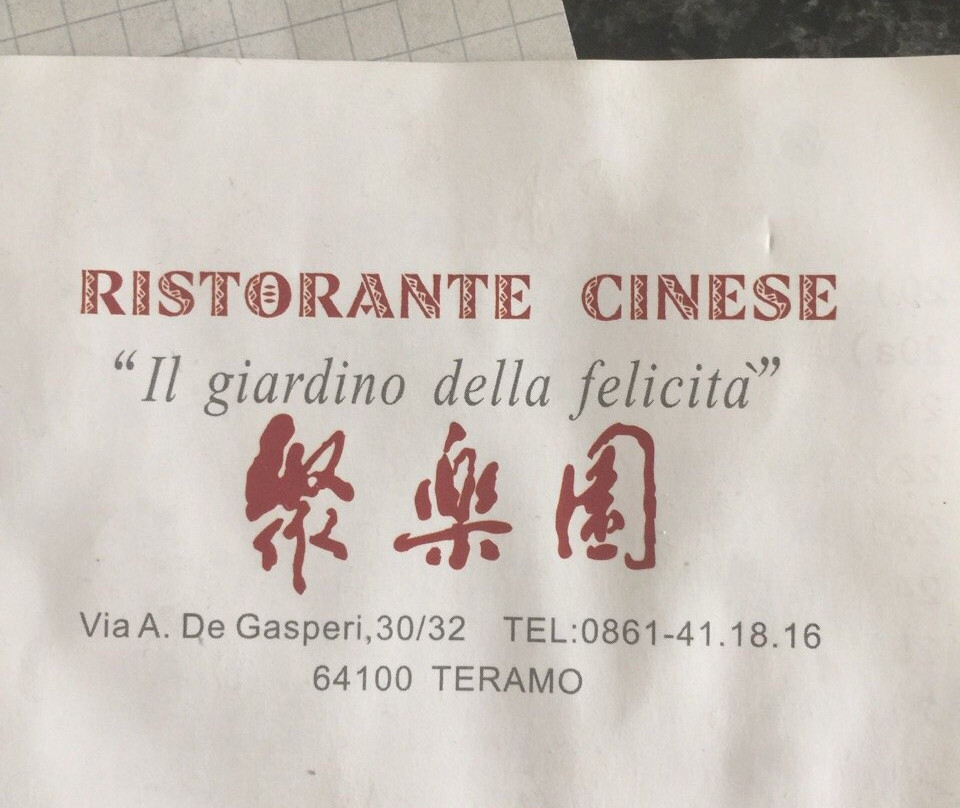 RISTORANTE CINESE
“Il giardino della felicità”
聚樂園
Via A. De Gasperi,30/32 TEL:0861-41.18.16
64100 TERAMO